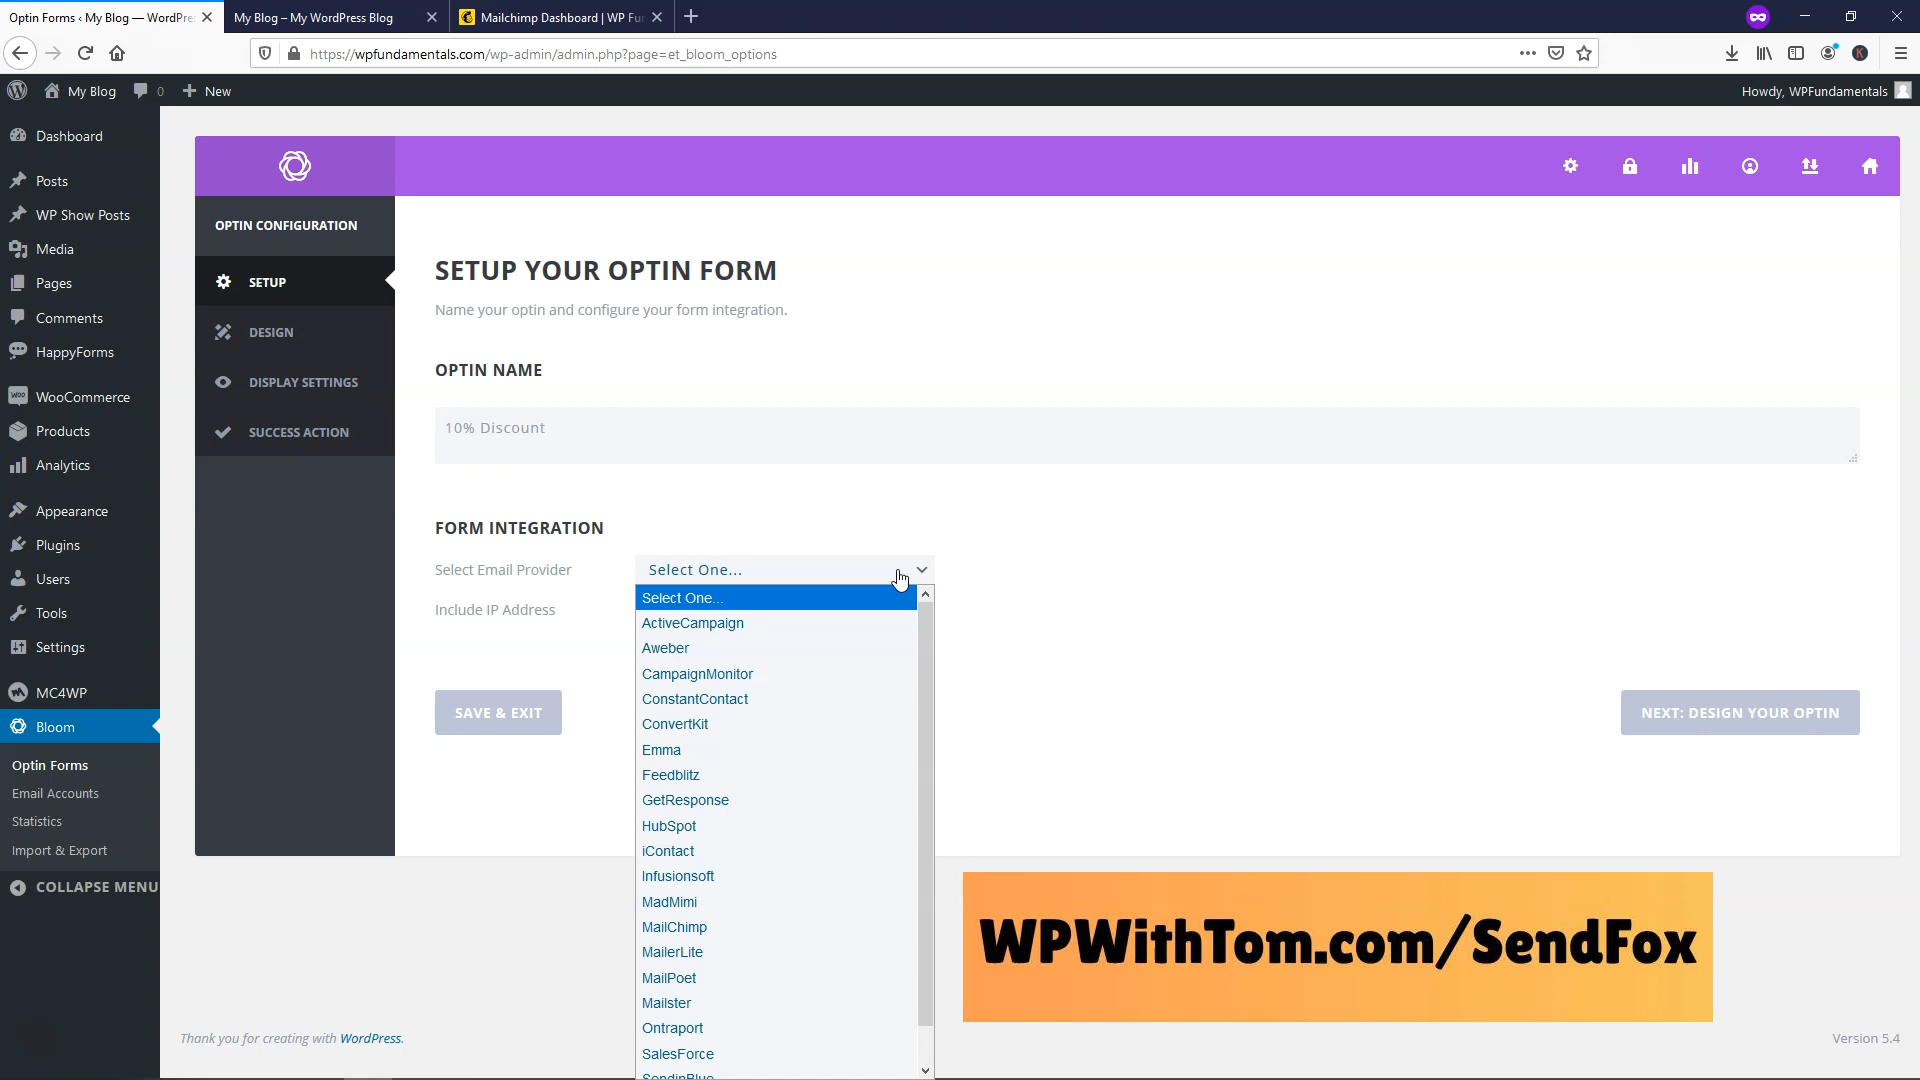 Optin Forms ‹ My Blog — WordPre
My Blog – My WordPress Blog
Mailchimp Dashboard | WP Fu
https://wpfundamentals.com/wp-admin/admin.php?page=et_bloom_options
My Blog
0
New
Howdy, WPFundamentals
Dashboard
Posts
WP Show Posts
Media
Pages
Comments
HappyForms
WooCommerce
Products
Analytics
Appearance
Plugins
Users
Tools
Settings
MC4WP
Bloom
Optin Forms
Email Accounts
Statistics
Import & Export
COLLAPSE MENU
OPTIN CONFIGURATION
SETUP
DESIGN
DISPLAY SETTINGS
SUCCESS ACTION
SETUP YOUR OPTIN FORM
Name your optin and configure your form integration.
OPTIN NAME
10% Discount
FORM INTEGRATION
Select Email Provider
Select One...
Include IP Address
Select One...
ActiveCampaign
Aweber
CampaignMonitor
ConstantContact
ConvertKit
Emma
Feedblitz
GetResponse
HubSpot
iContact
Infusionsoft
MadMimi
MailChimp
MailerLite
MailPoet
Mailster
Ontraport
SalesForce
SendinBlue
SAVE & EXIT
NEXT: DESIGN YOUR OPTIN
WPWithTom.com/SendFox
Thank you for creating with WordPress.
Version 5.4